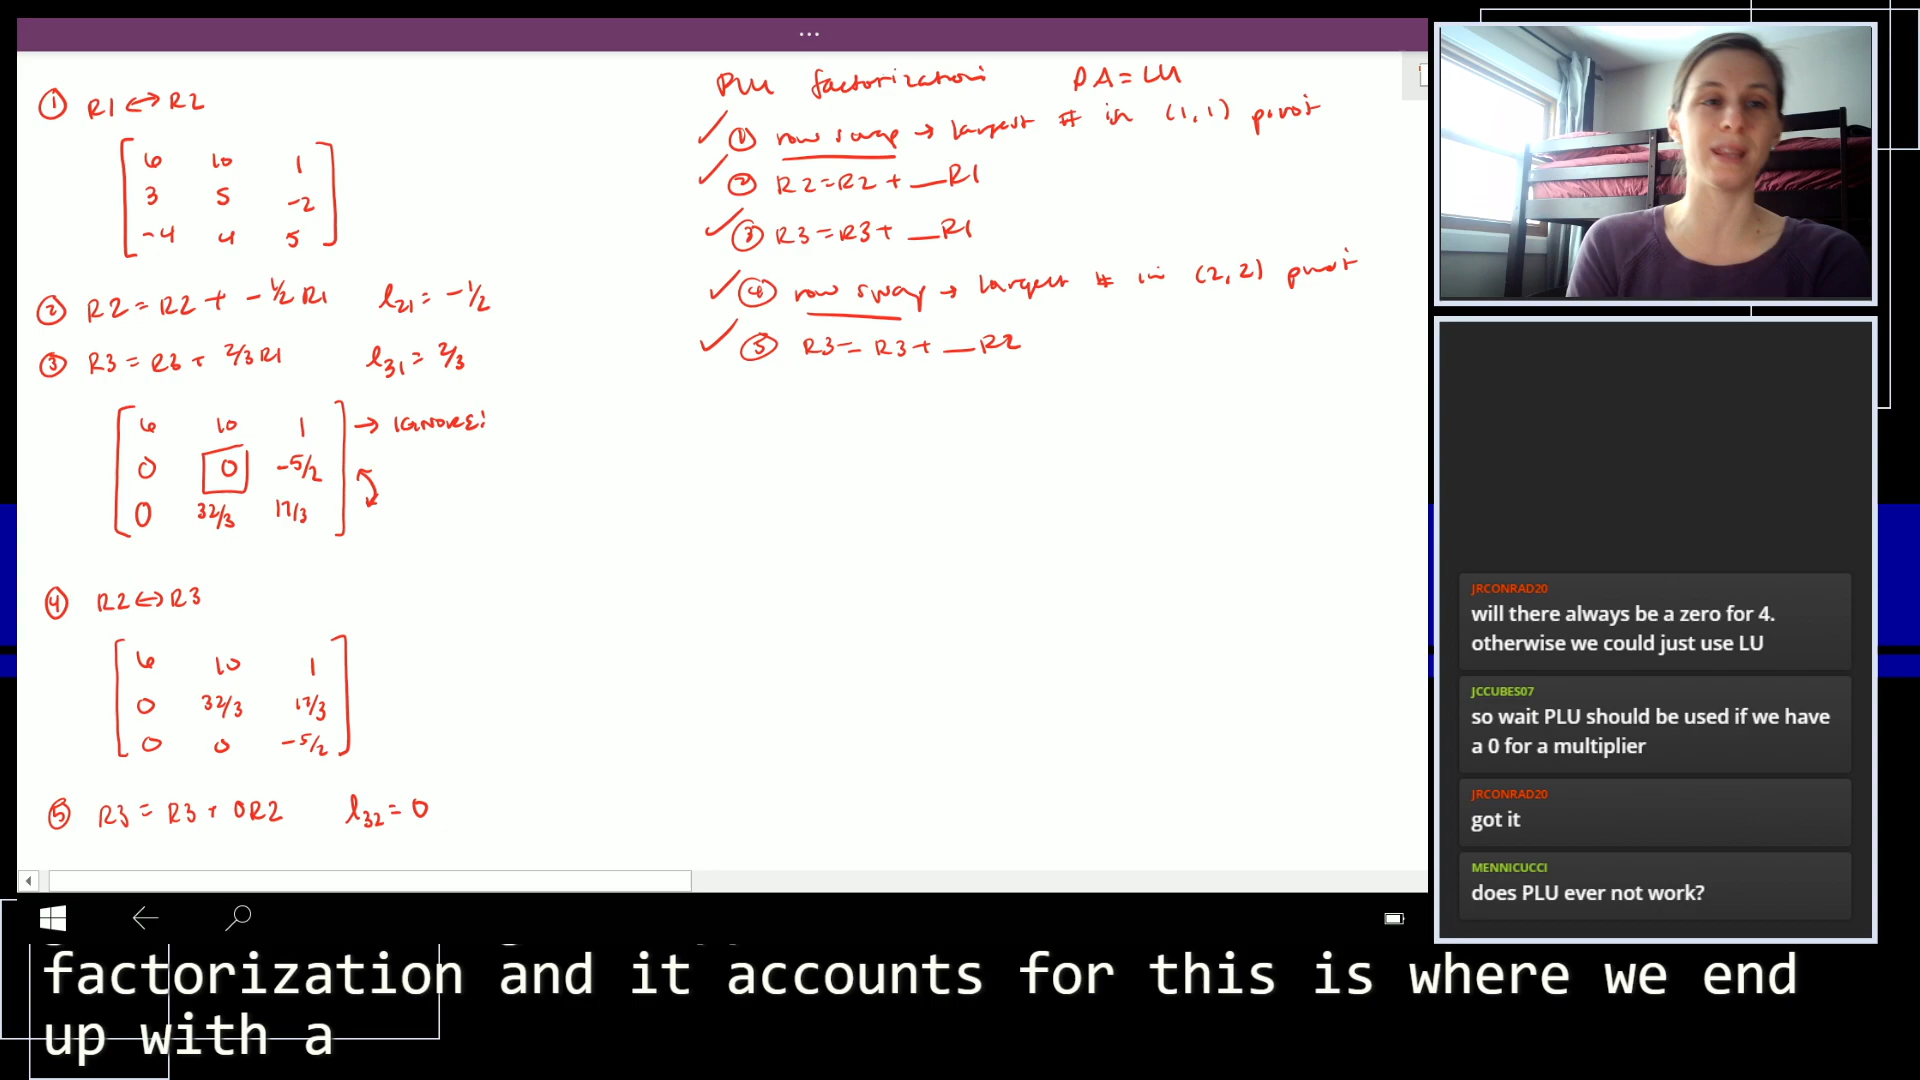 ...
① R1 ↔ R2
6 10 1
3 5 -2
-4 4 5
② R2 = R2 + -1/2 R1 l21 = -1/2
③ R3 = R3 + 2/3 R1 l31 = 2/3
6 10 1 → IGNORE!
0 0 -5/2
0 32/3 17/3
④ R2 ↔ R3
6 10 1
0 32/3 17/3
0 0 -5/2
⑤ R3 = R3 + 0R2 l32 = 0
PLU factorization PA = LU
✓ ① row swap → largest # in (1,1) pivot
✓ ② R2 = R2 + __R1
✓ ③ R3 = R3 + __R1
✓ ④ row swap → largest # in (2,2) pivot
✓ ⑤ R3 = R3 + __R2
JRCONRAD20
will there always be a zero for 4.
otherwise we could just use LU
JCCUBES07
so wait PLU should be used if we have
a 0 for a multiplier
JRCONRAD20
got it
MENNICUCCI
does PLU ever not work?
factorization and it accounts for this is where we end
up with a